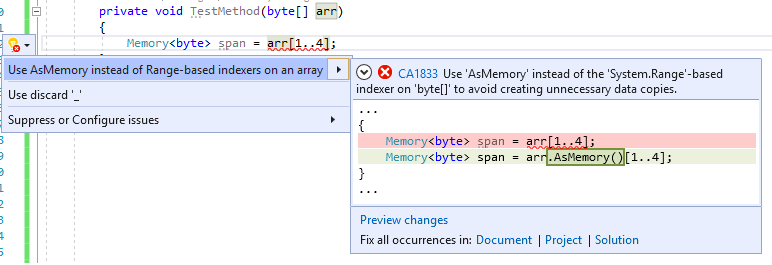 private void TestMethod(byte[] arr)
{
Memory<byte> span = arr[1..4];
Use AsMemory instead of Range-based indexers on an array
Use discard '_'
Suppress or Configure issues
CA1833 Use 'AsMemory' instead of the 'System.Range'-based
indexer on 'byte[]' to avoid creating unnecessary data copies.
...
{
Memory<byte> span = arr[1..4];
Memory<byte> span = arr.AsMemory()[1..4];
}
...
Preview changes
Fix all occurrences in: Document | Project | Solution